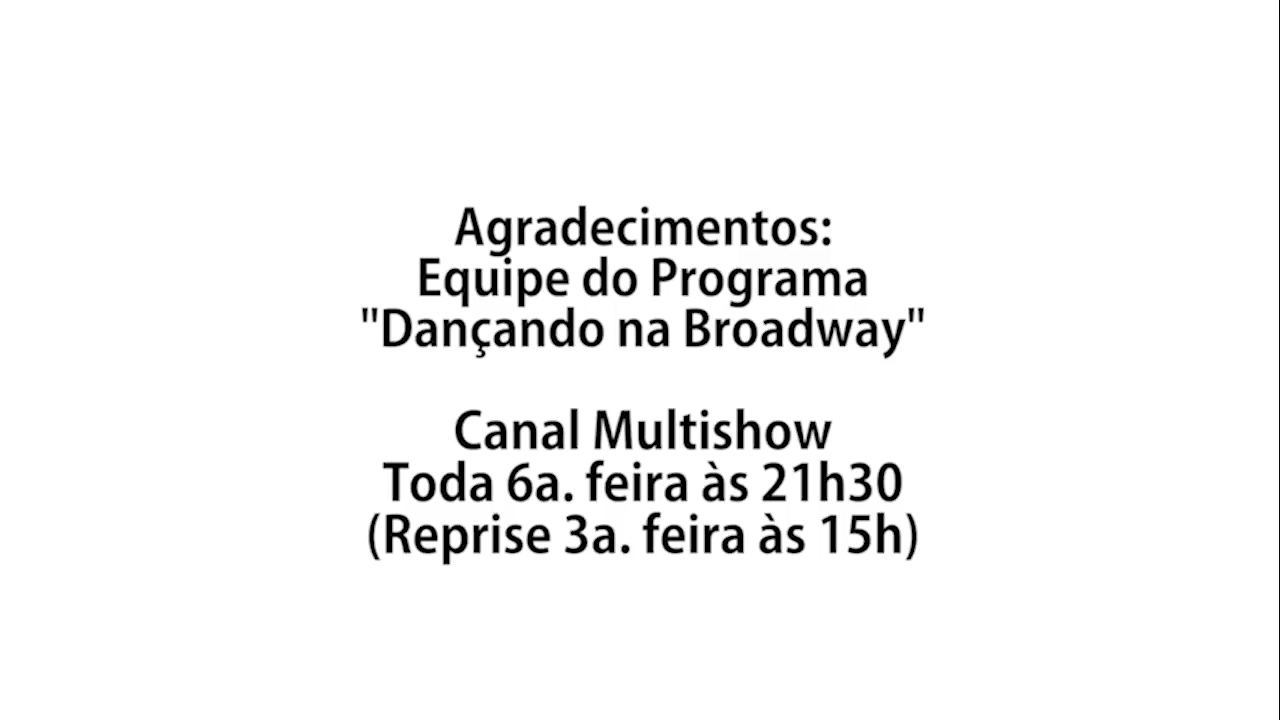 Agradecimentos:
Equipe do Programa
"Dançando na Broadway"
Canal Multishow
Toda 6a. feira às 21h30
(Reprise 3a. feira às 15h)